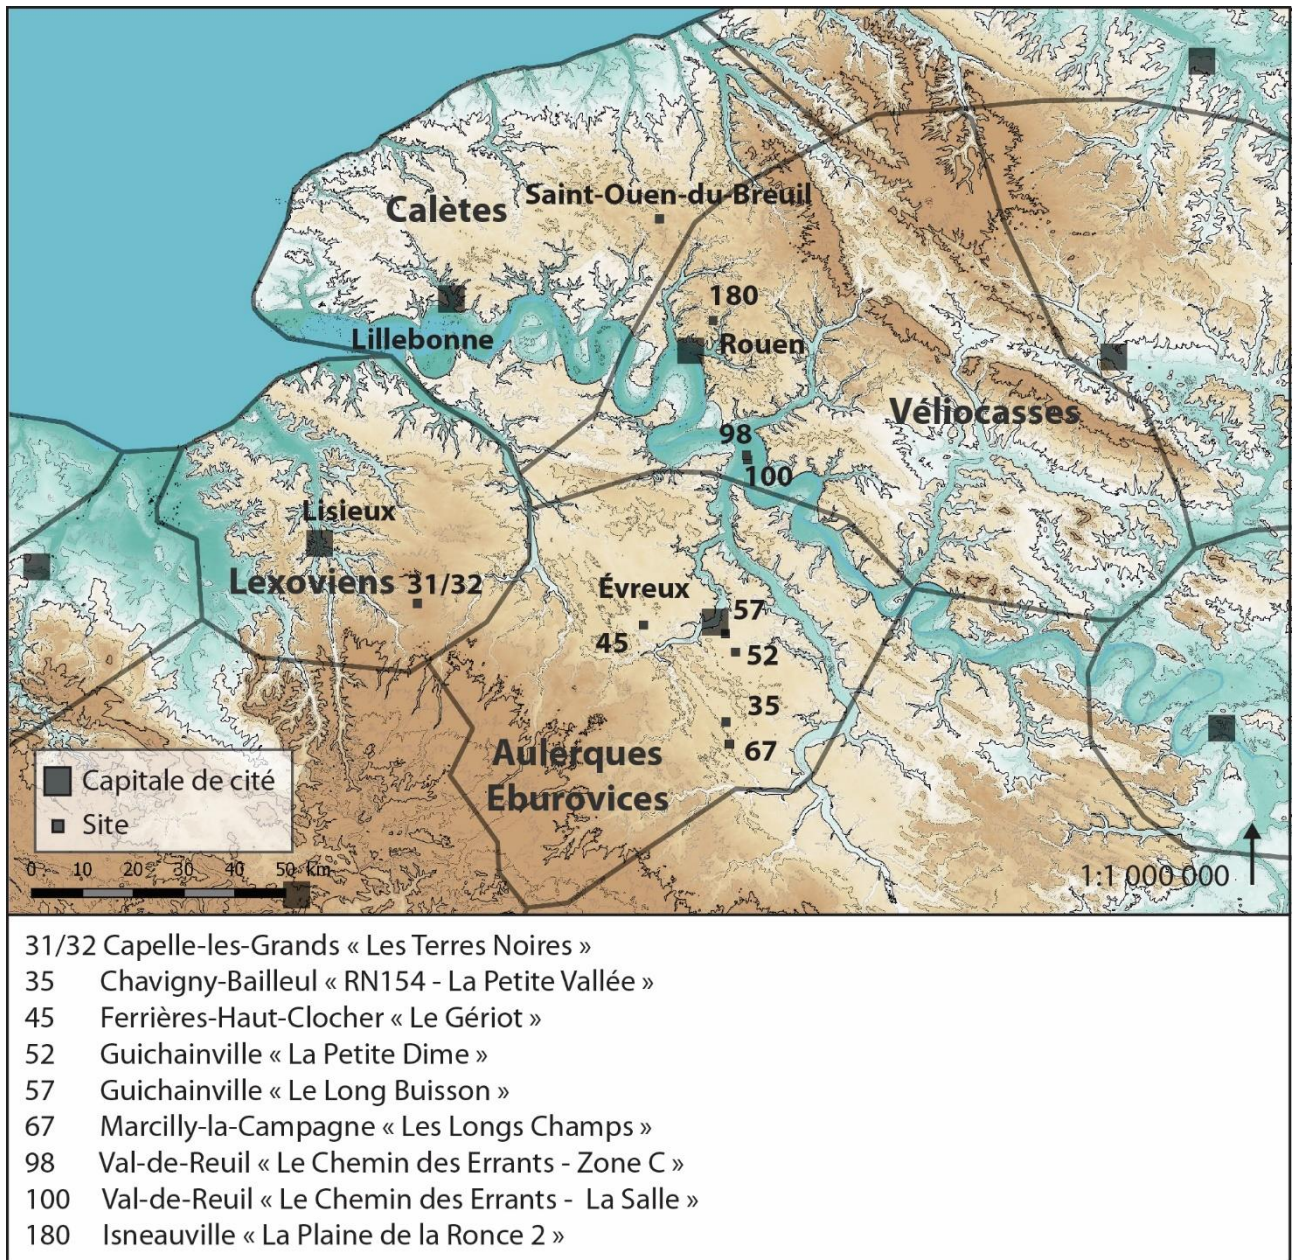 Saint-Ouen-du-Breuil
Calètes
180
Lillebonne
Rouen
Véliocasses
98
100
Lisieux
Lexoviens
31/32
Évreux
57
45
52
35
67
Aulerques
Eburovices
Capitale de cité
Site
0 10 20 30 40 50 km
1:1 000 000
31/32 Capelle-les-Grands « Les Terres Noires »
35 Chavigny-Bailleul « RN154 - La Petite Vallée »
45 Ferrières-Haut-Clocher « Le Gériot »
52 Guichainville « La Petite Dime »
57 Guichainville « Le Long Buisson »
67 Marcilly-la-Campagne « Les Longs Champs »
98 Val-de-Reuil « Le Chemin des Errants - Zone C »
100 Val-de-Reuil « Le Chemin des Errants - La Salle »
180 Isneauville « La Plaine de la Ronce 2 »